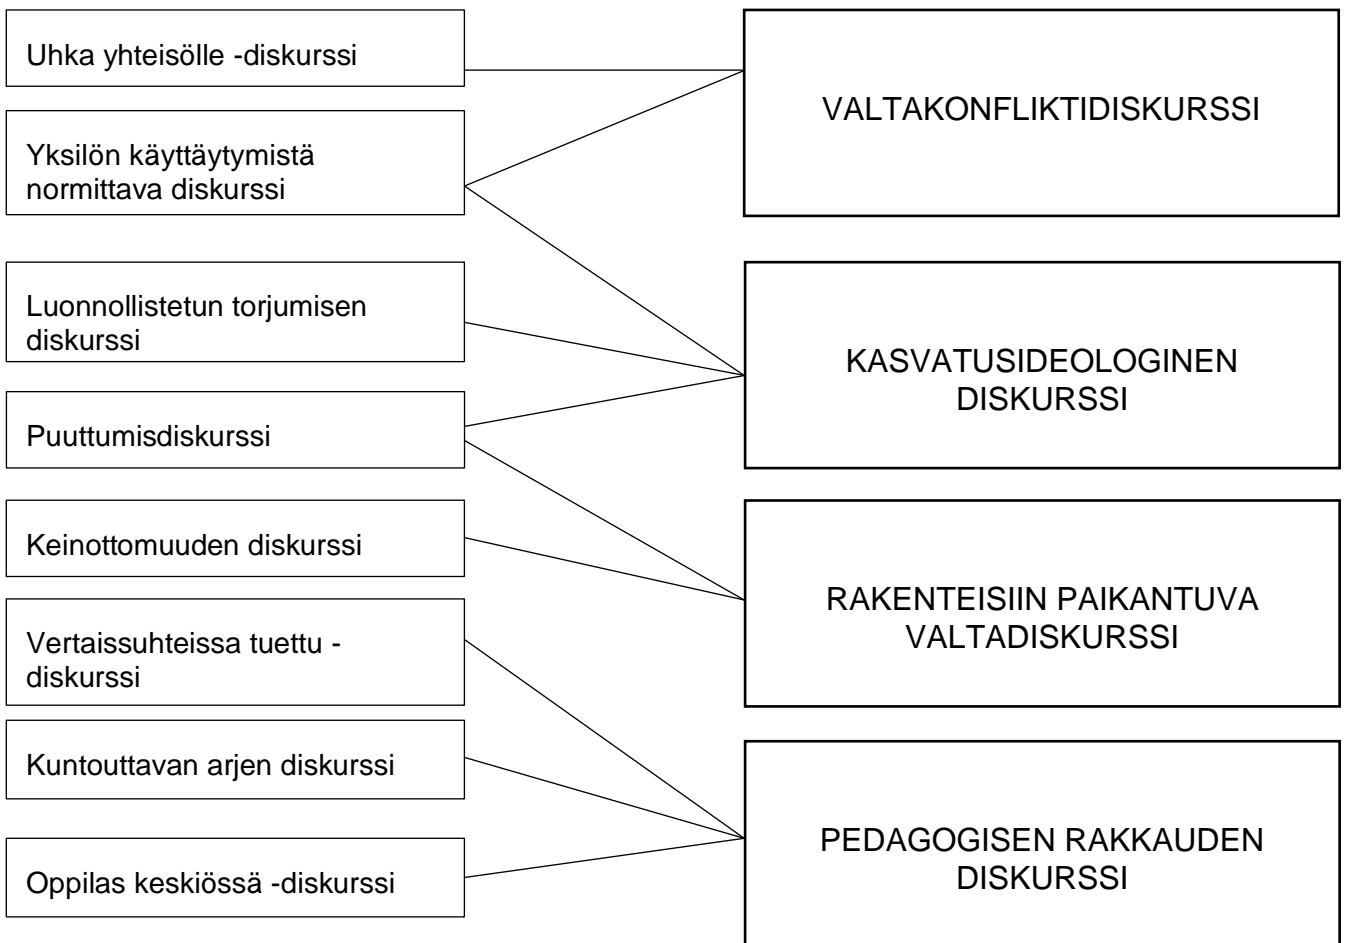 Uhka yhteisölle -diskurssi
Yksilön käyttäytymistä
normittava diskurssi
Luonnollistetun torjumisen
diskurssi
Puuttumisdiskurssi
Keinottomuuden diskurssi
Vertaissuhteissa tuettu -
diskurssi
Kuntouttavan arjen diskurssi
Oppilas keskiössä -diskurssi
VALTAKONFLIKTIDISKURSSI
KASVATUSIDEOLOGINEN
DISKURSSI
RAKENTEISIIN PAIKANTUVA
VALTADISKURSSI
PEDAGOGISEN RAKKAUDEN
DISKURSSI